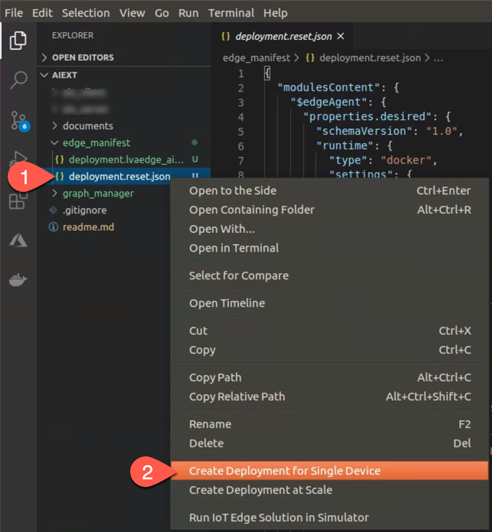 File Edit Selection View Go Run Terminal Help
EXPLORER
{} deployment.reset.json ×
edge_manifest > {} deployment.reset.json > ...
> OPEN EDITORS
AIEXT
> documents
edge_manifest
{} deployment.lvaedge_ai... U
1
{} deployment.reset.json U
> graph_manager
.gitignore
readme.md
6
1 {
2 "modulesContent": {
3 "$edgeAgent": {
4 "properties.desired": {
5 "schemaVersion": "1.0",
6 "runtime": {
7 "type": "docker",
8 "settings": {
Open to the Side Ctrl+Enter
Open Containing Folder Alt+Ctrl+R
Open With...
Open in Terminal
Select for Compare
Open Timeline
Cut Ctrl+X
Copy Ctrl+C
Copy Path Alt+Ctrl+C
Copy Relative Path Alt+Ctrl+Shift+C
Rename F2
Delete Del
2
Create Deployment for Single Device
Create Deployment at Scale
Run IoT Edge Solution in Simulator